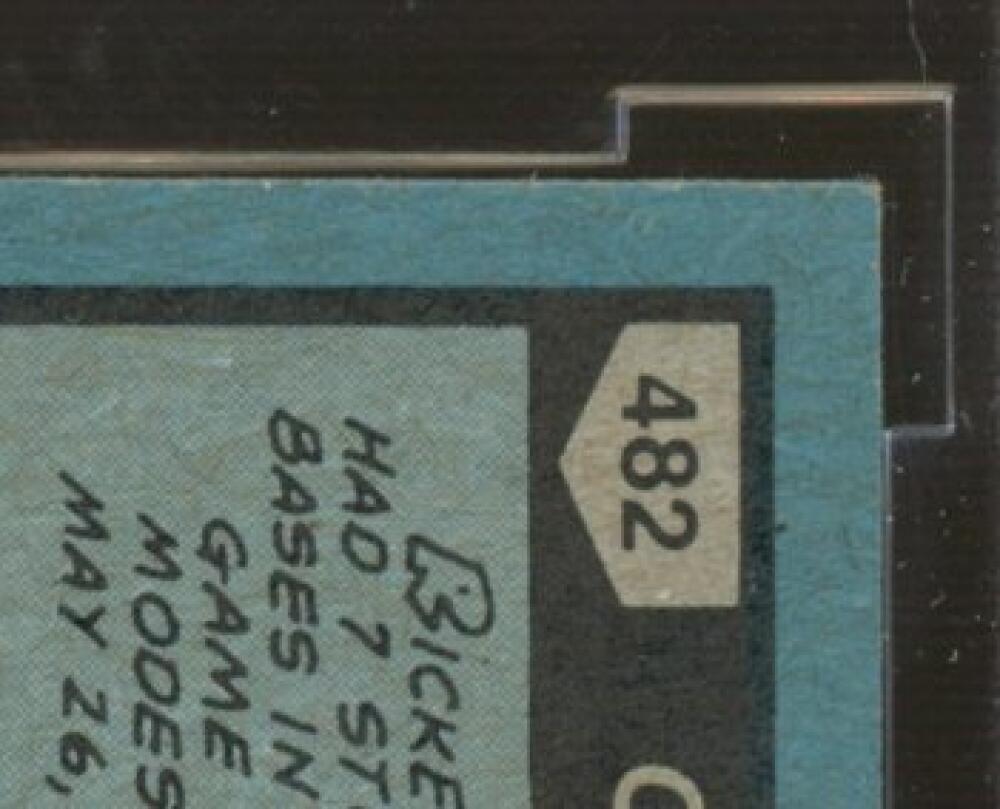 482
O
RICKE
HAD 7 ST
BASES IN
GAME
MODES
MAY 26,